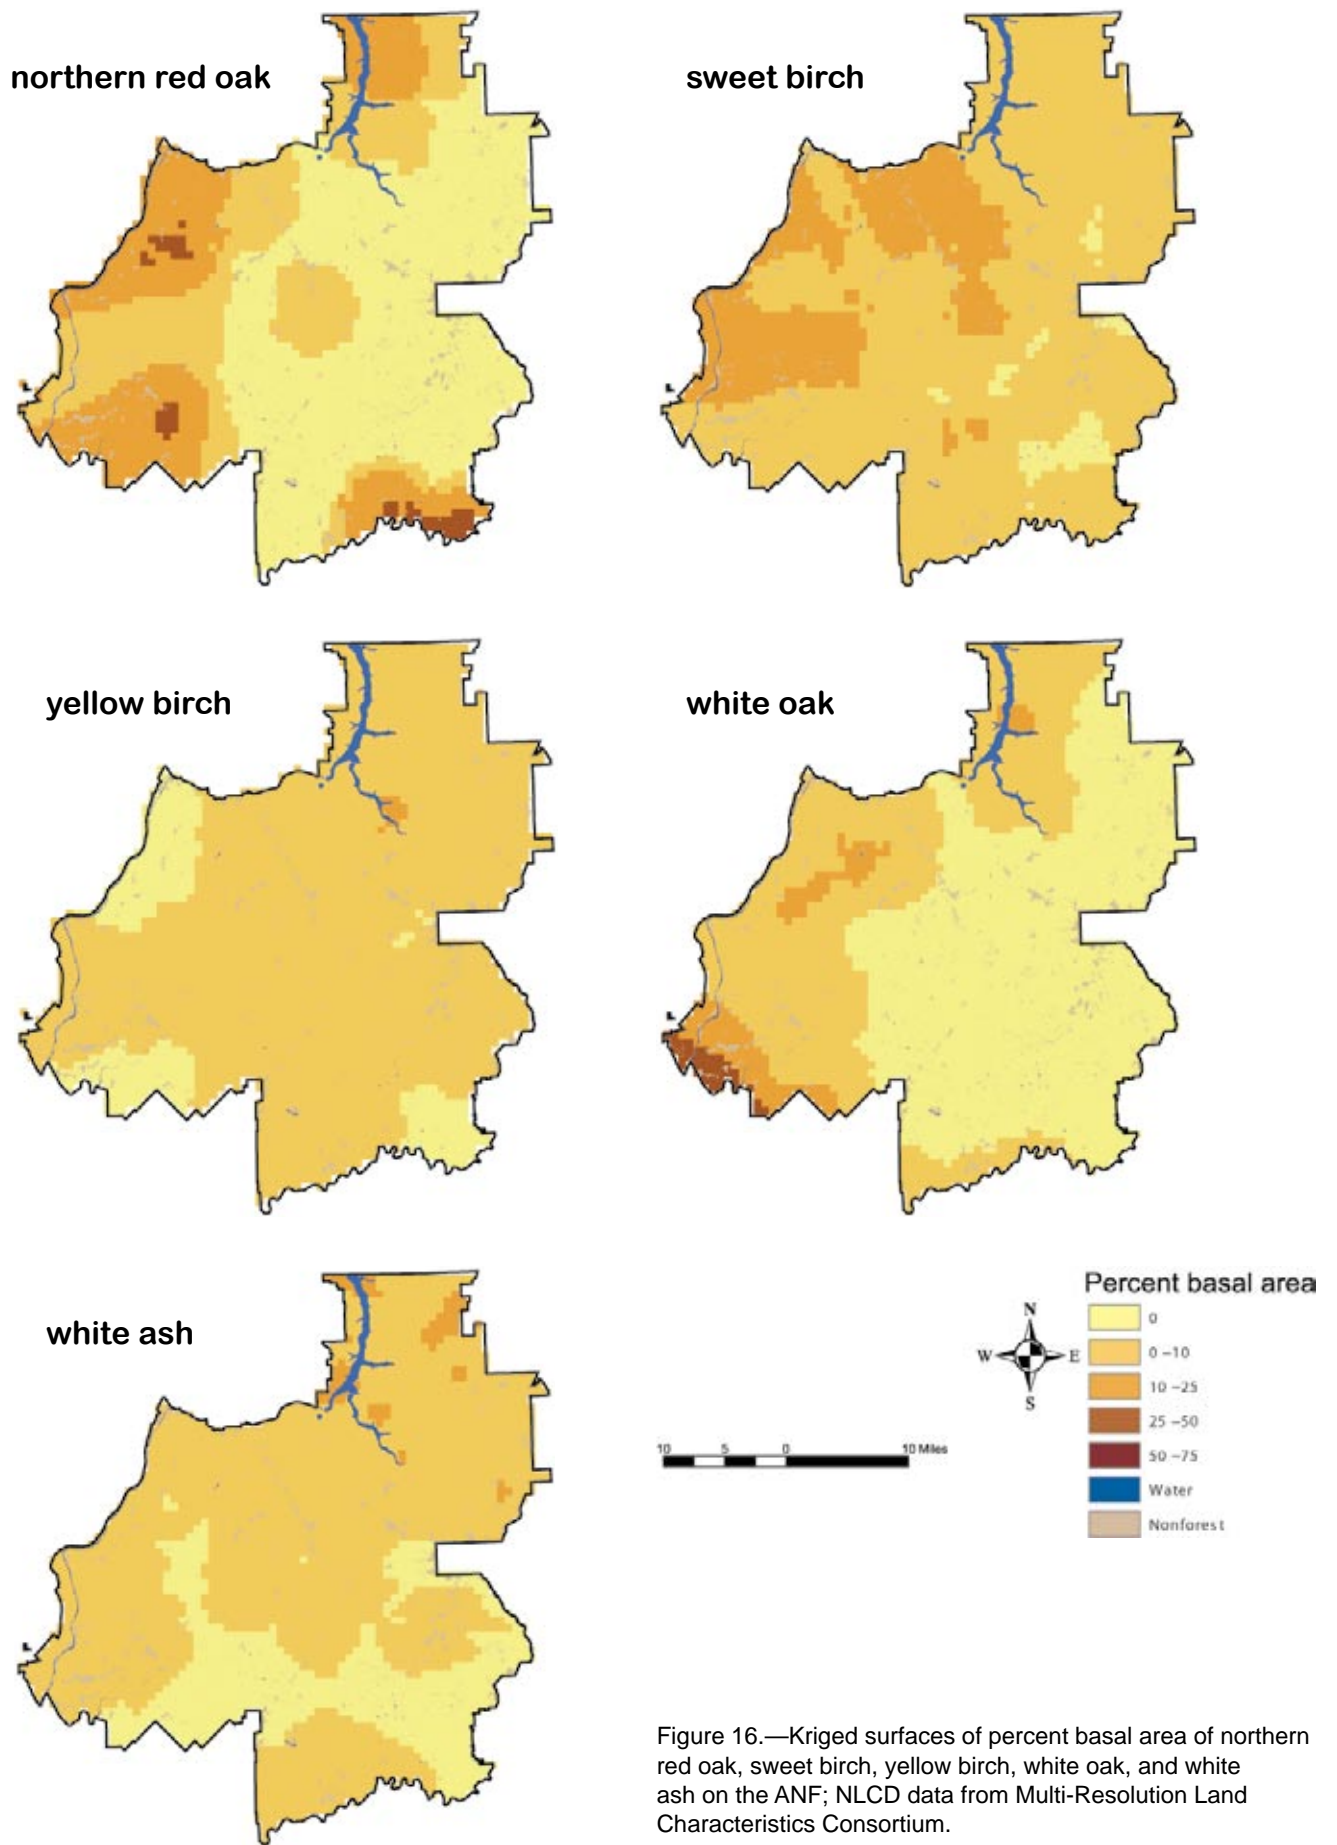 northern red oak
sweet birch
yellow birch
white oak
white ash
Percent basal area
0
0 –10
10 –25
25 –50
50 –75
Water
Nonforest
N
W E
S
10 5 0 10 Miles
Figure 16.—Kriged surfaces of percent basal area of northern
red oak, sweet birch, yellow birch, white oak, and white
ash on the ANF; NLCD data from Multi-Resolution Land
Characteristics Consortium.